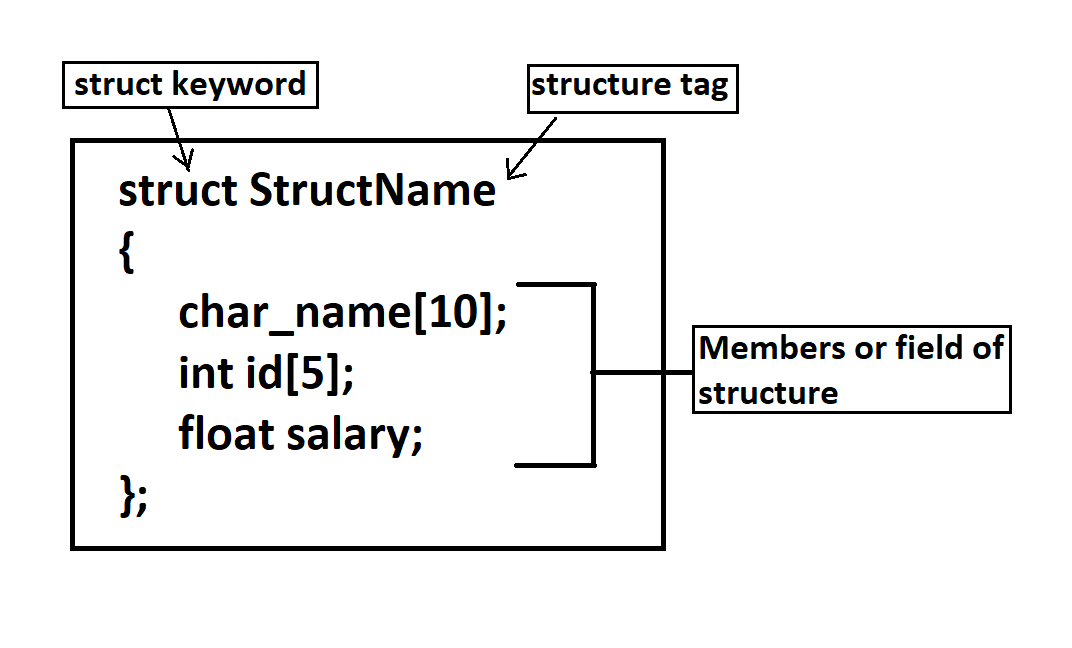 struct keyword
structure tag
struct StructName
{
char_name[10];
int id[5];
float salary;
};
Members or field of
structure